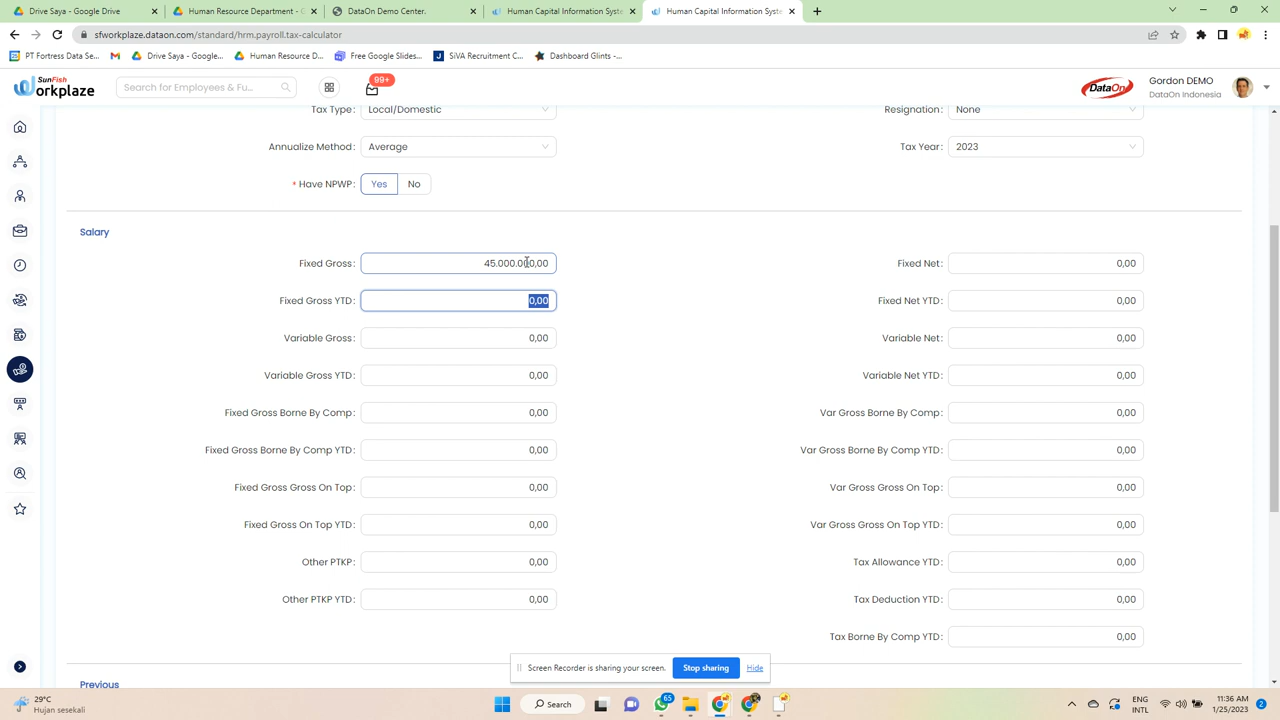 Drive Saya - Google Drive
Human Resource Department - G
DataOn Demo Center.
Human Capital Information Syste
Human Capital Information Syste
sfworkplaze.dataon.com/standard/hrm.payroll.tax-calculator
PT Fortress Data Se...
Drive Saya - Google...
Human Resource D...
Free Google Slides...
SiVA Recruitment C...
Dashboard Glints –...
SunFish
Workplaze
Search for Employees & Fu...
99+
DataOn
Gordon DEMO
DataOn Indonesia
Tax Type: Local/Domestic
Resignation: None
Annualize Method: Average
Tax Year: 2023
* Have NPWP: Yes No
Salary
Fixed Gross: 45.000.000,00
Fixed Net: 0,00
Fixed Gross YTD: 0,00
Fixed Net YTD: 0,00
Variable Gross: 0,00
Variable Net: 0,00
Variable Gross YTD: 0,00
Variable Net YTD: 0,00
Fixed Gross Borne By Comp: 0,00
Var Gross Borne By Comp: 0,00
Fixed Gross Borne By Comp YTD: 0,00
Var Gross Borne By Comp YTD: 0,00
Fixed Gross Gross On Top: 0,00
Var Gross Gross On Top: 0,00
Fixed Gross On Top YTD: 0,00
Var Gross Gross On Top YTD: 0,00
Other PTKP: 0,00
Tax Allowance YTD: 0,00
Other PTKP YTD: 0,00
Tax Deduction YTD: 0,00
Tax Borne By Comp YTD: 0,00
Screen Recorder is sharing your screen.
Stop sharing
Hide
Previous
29°C
Hujan sesekali
Search
65
ENG
INTL
11:36 AM
1/25/2023
2